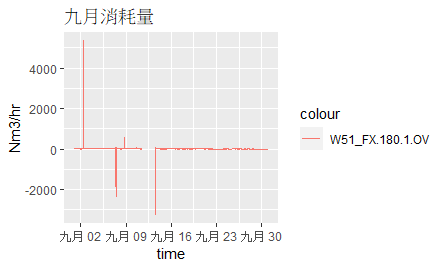 九月消耗量
Nm3/hr
4000
2000
0
-2000
九月 02
九月 09
九月 16
九月 23
九月 30
time
colour
W51_FX.180.1.OV